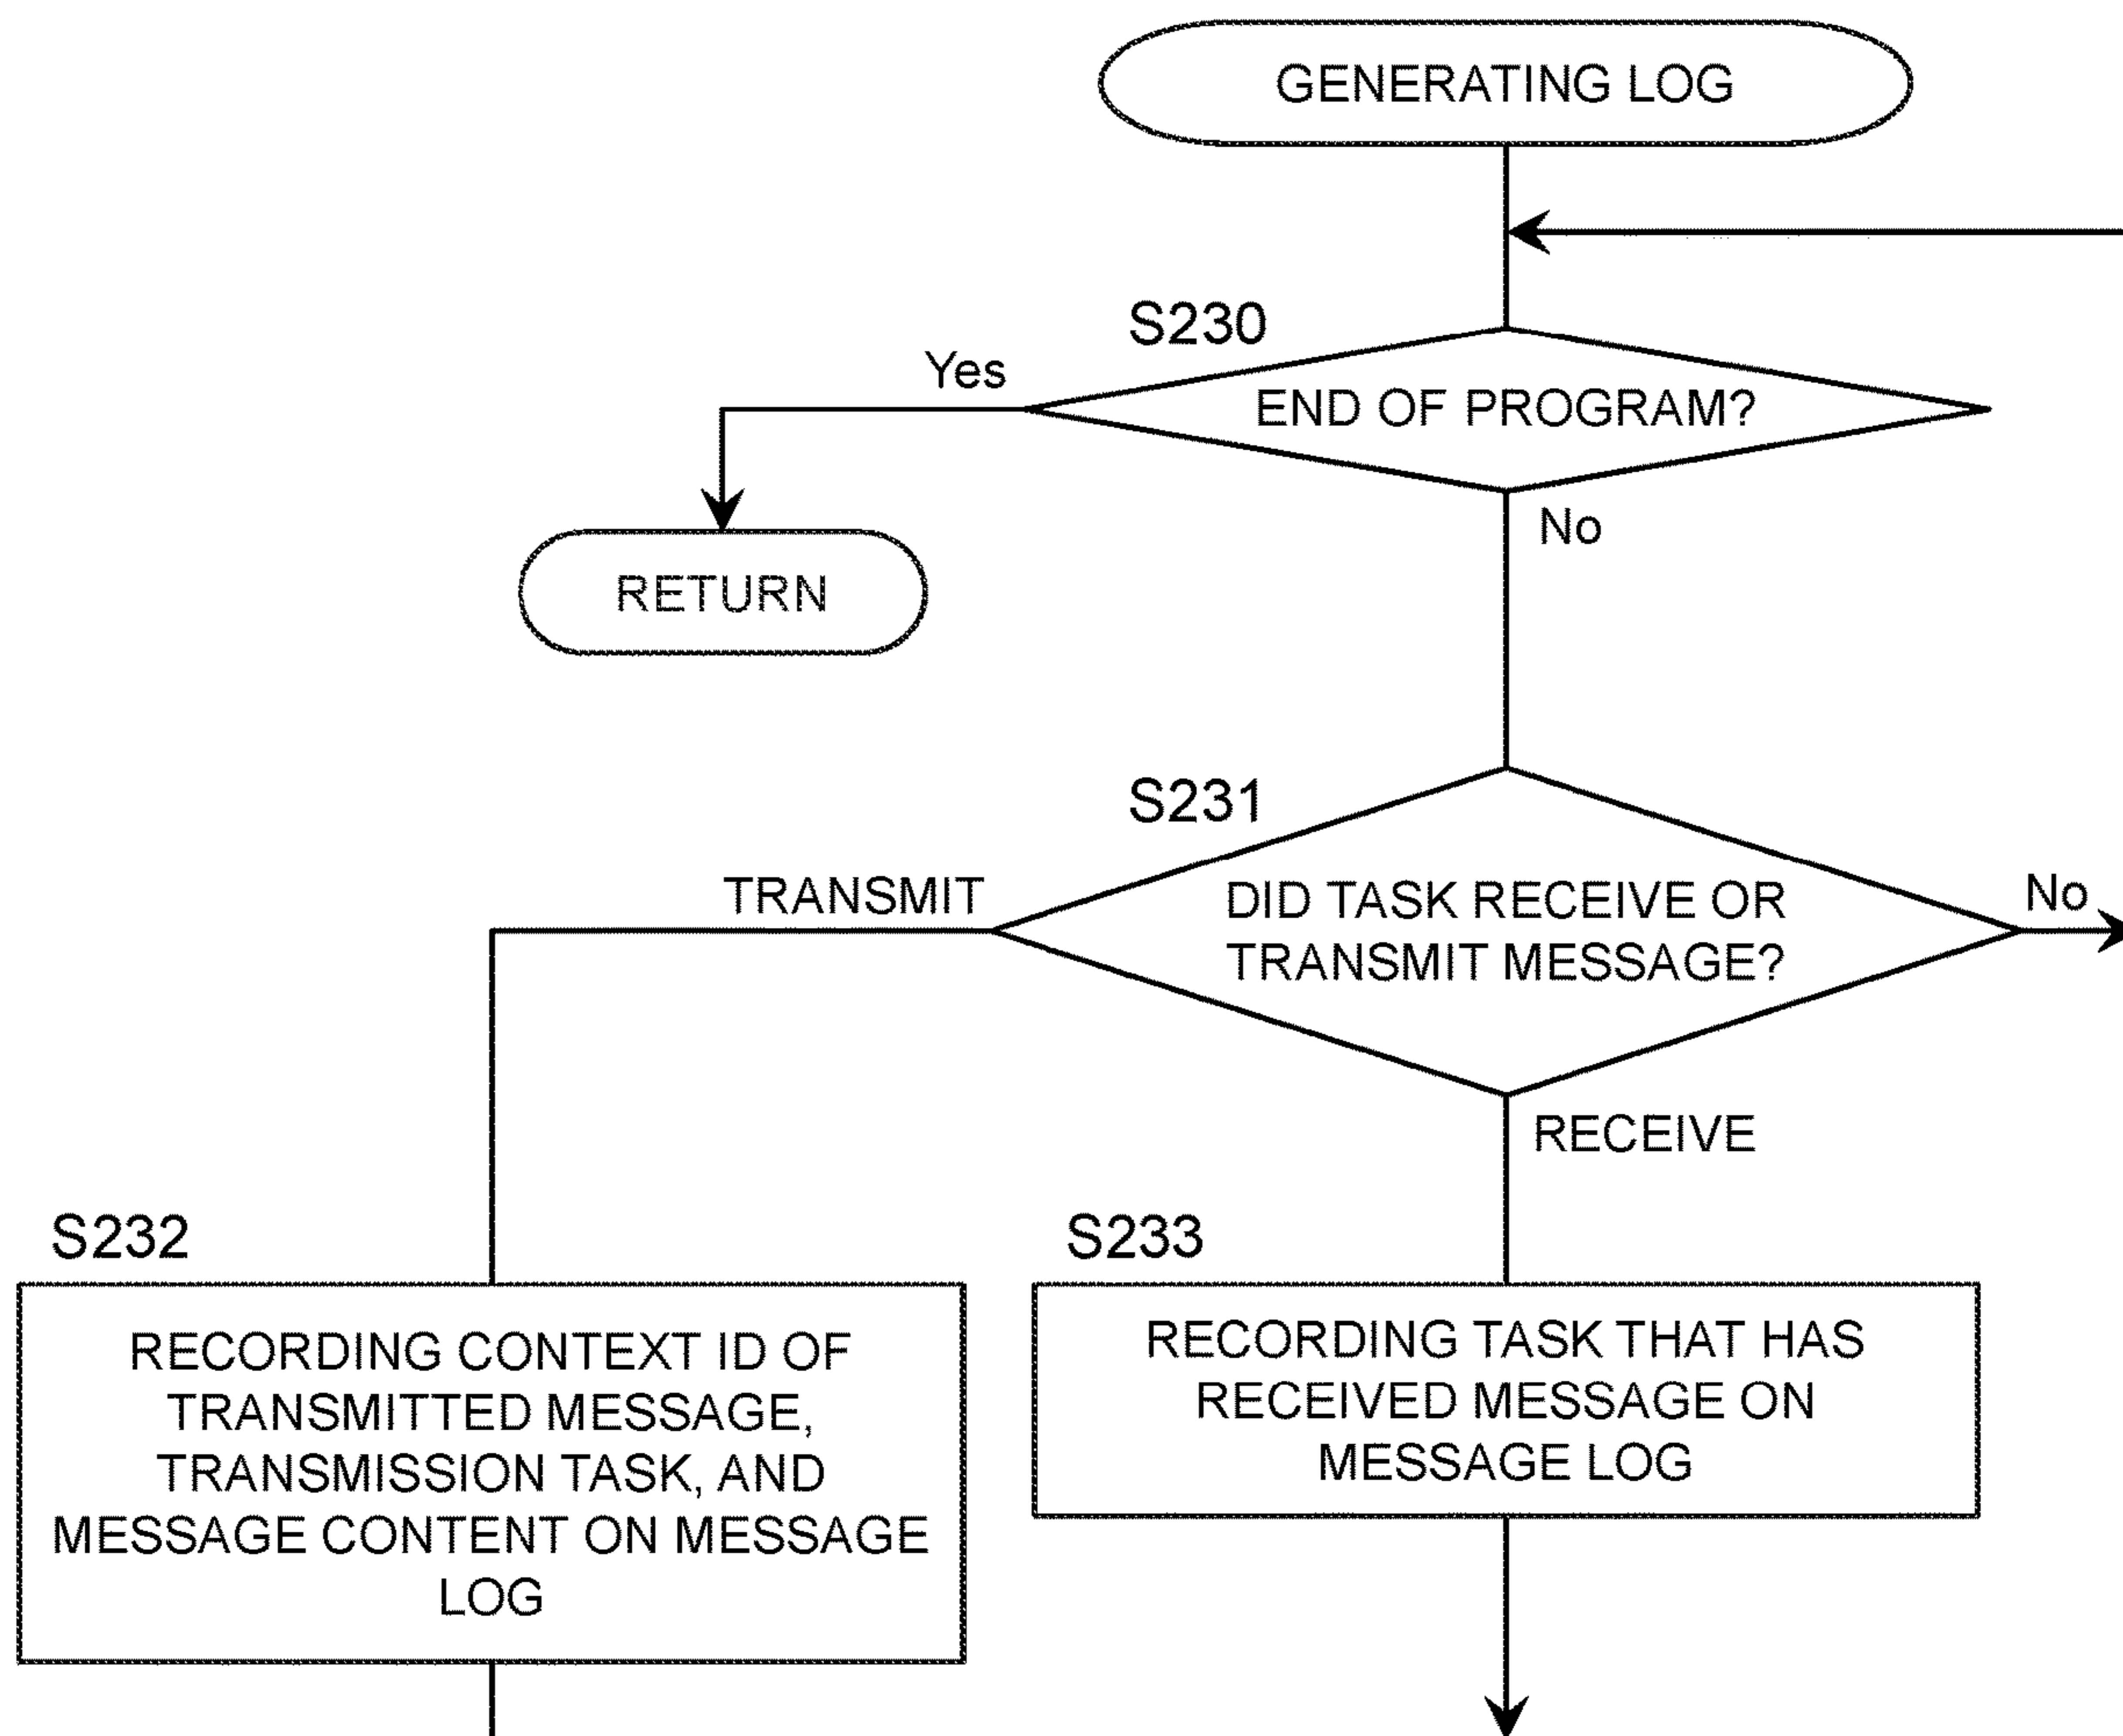 GENERATING LOG
S230
Yes
END OF PROGRAM?
No
RETURN
S231
TRANSMIT
DID TASK RECEIVE OR
TRANSMIT MESSAGE?
No
RECEIVE
S232
RECORDING CONTEXT ID OF
TRANSMITTED MESSAGE,
TRANSMISSION TASK, AND
MESSAGE CONTENT ON MESSAGE
LOG
S233
RECORDING TASK THAT HAS
RECEIVED MESSAGE ON
MESSAGE LOG